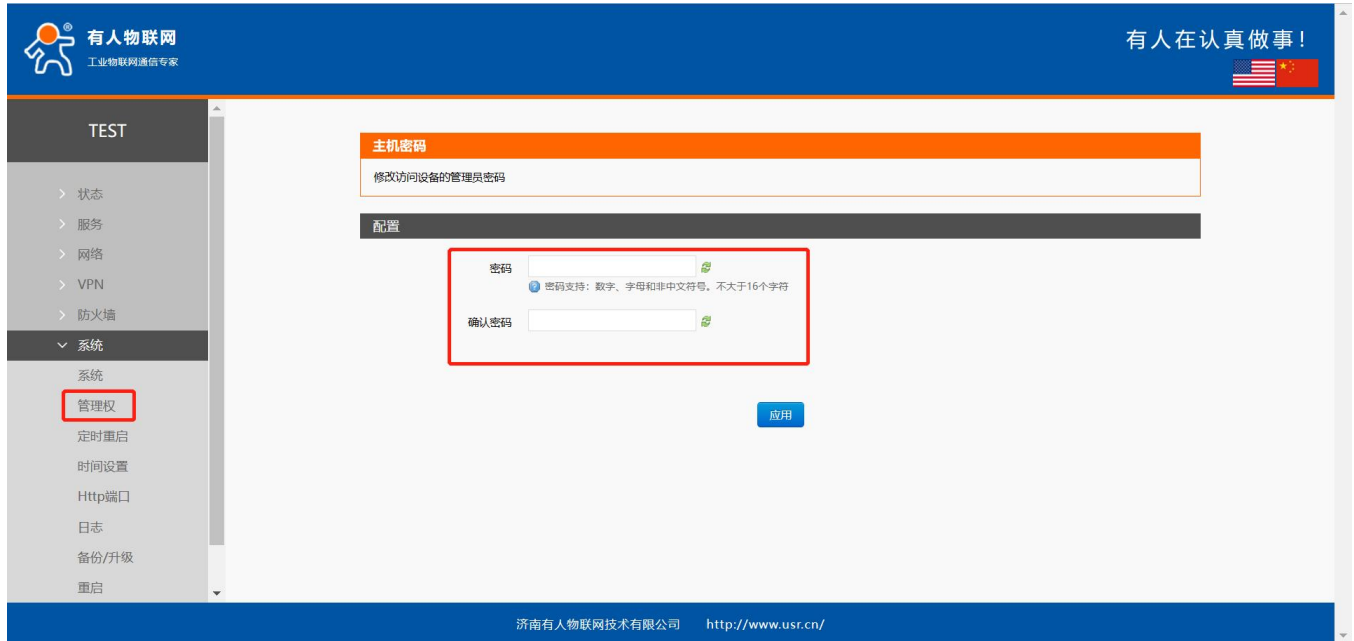 有人物联网
工业物联网通信专家
®
有人在认真做事！
TEST
状态
服务
网络
VPN
防火墙
系统
系统
管理权
定时重启
时间设置
Http端口
日志
备份/升级
重启
主机密码
修改访问设备的管理员密码
配置
密码
密码支持：数字、字母和非中文符号。不大于16个字符
确认密码
应用
济南有人物联网技术有限公司 http://www.usr.cn/